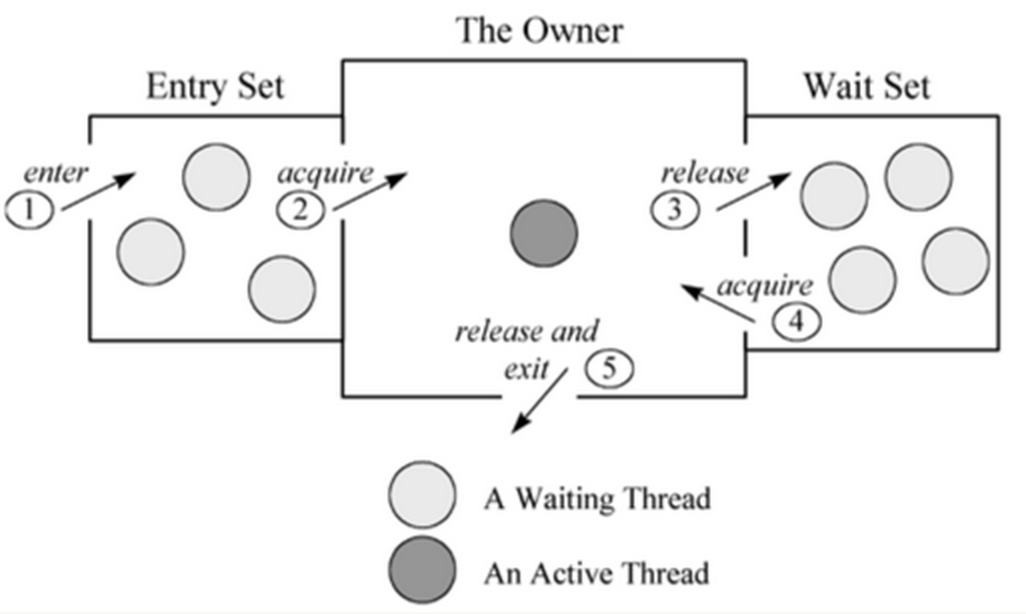 The Owner
Entry Set
Wait Set
enter
1
acquire
2
release
3
acquire
4
release and
exit
5
A Waiting Thread
An Active Thread